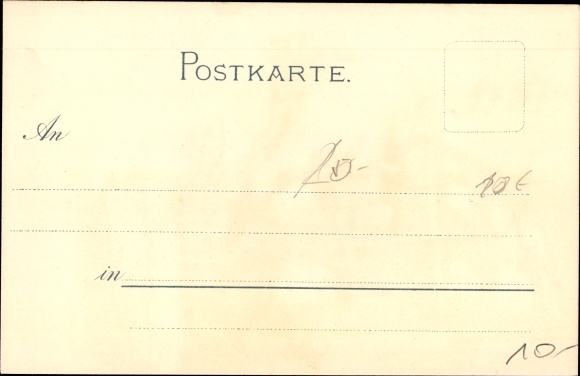 POSTKARTE.
An
in
10-